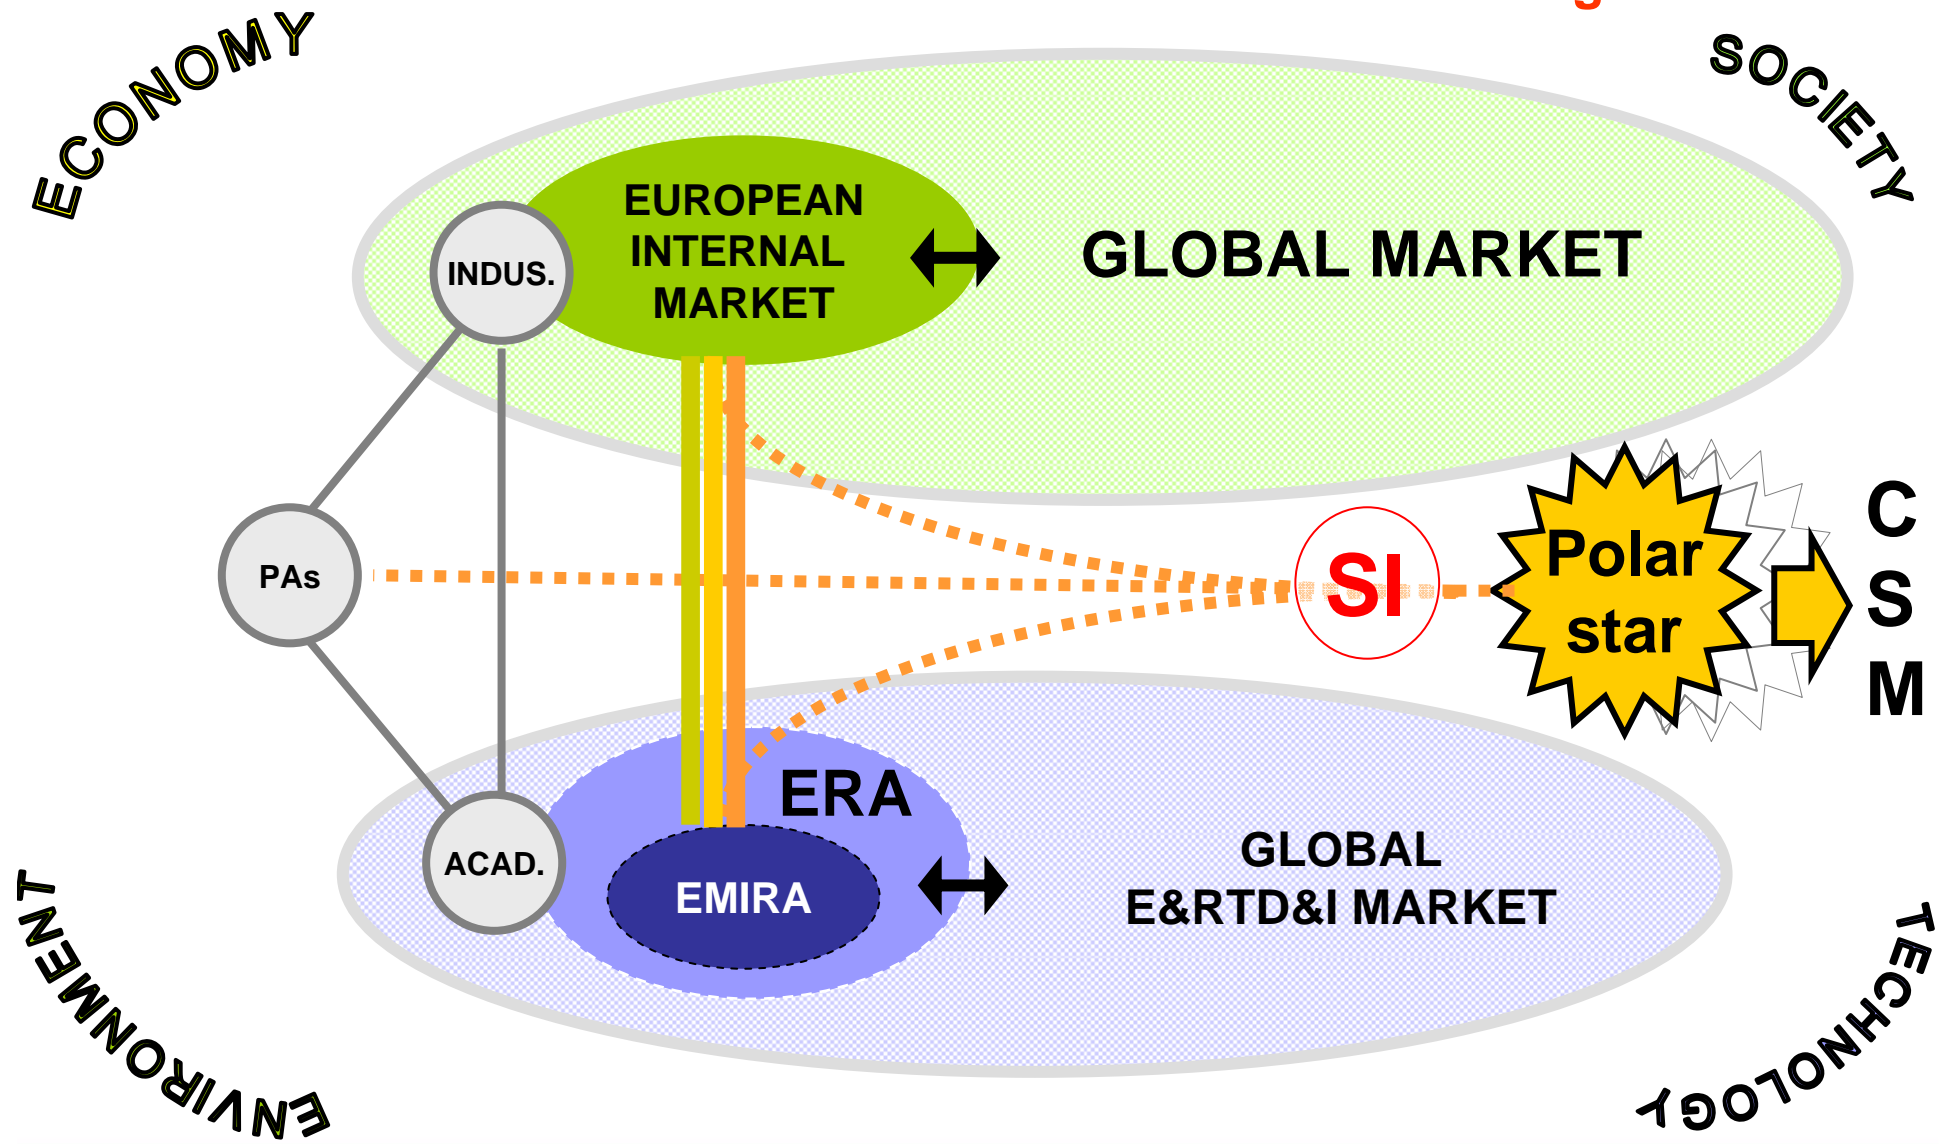 g
ECONOMY
SOCIETY
EUROPEAN
INTERNAL
MARKET
GLOBAL MARKET
INDUS.
PAs
SI
Polar
star
C
S
M
ACAD.
ERA
EMIRA
GLOBAL
E&RTD&I MARKET
ENVIRONMENT
TECHNOLOGY